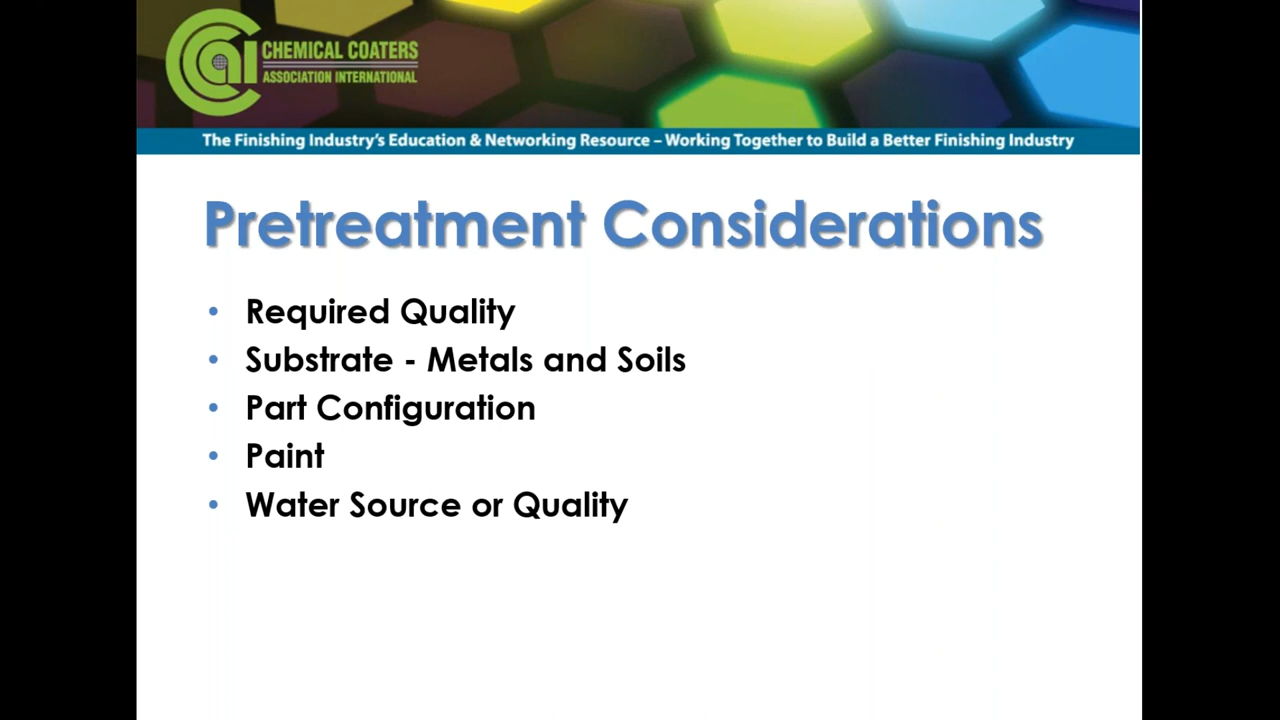 CHEMICAL COATERS
ASSOCIATION INTERNATIONAL
The Finishing Industry's Education & Networking Resource – Working Together to Build a Better Finishing Industry
Pretreatment Considerations
• Required Quality
• Substrate - Metals and Soils
• Part Configuration
• Paint
• Water Source or Quality